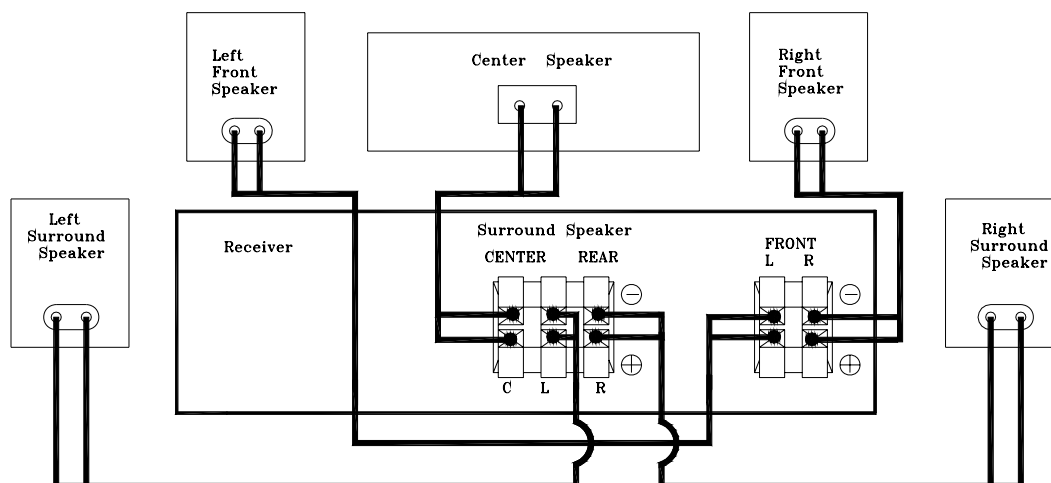 Left
Front
Speaker
Center Speaker
Right
Front
Speaker
Left
Surround
Speaker
Receiver
Surround Speaker
CENTER REAR
FRONT
L R
Right
Surround
Speaker
−
−
+
+
C L R